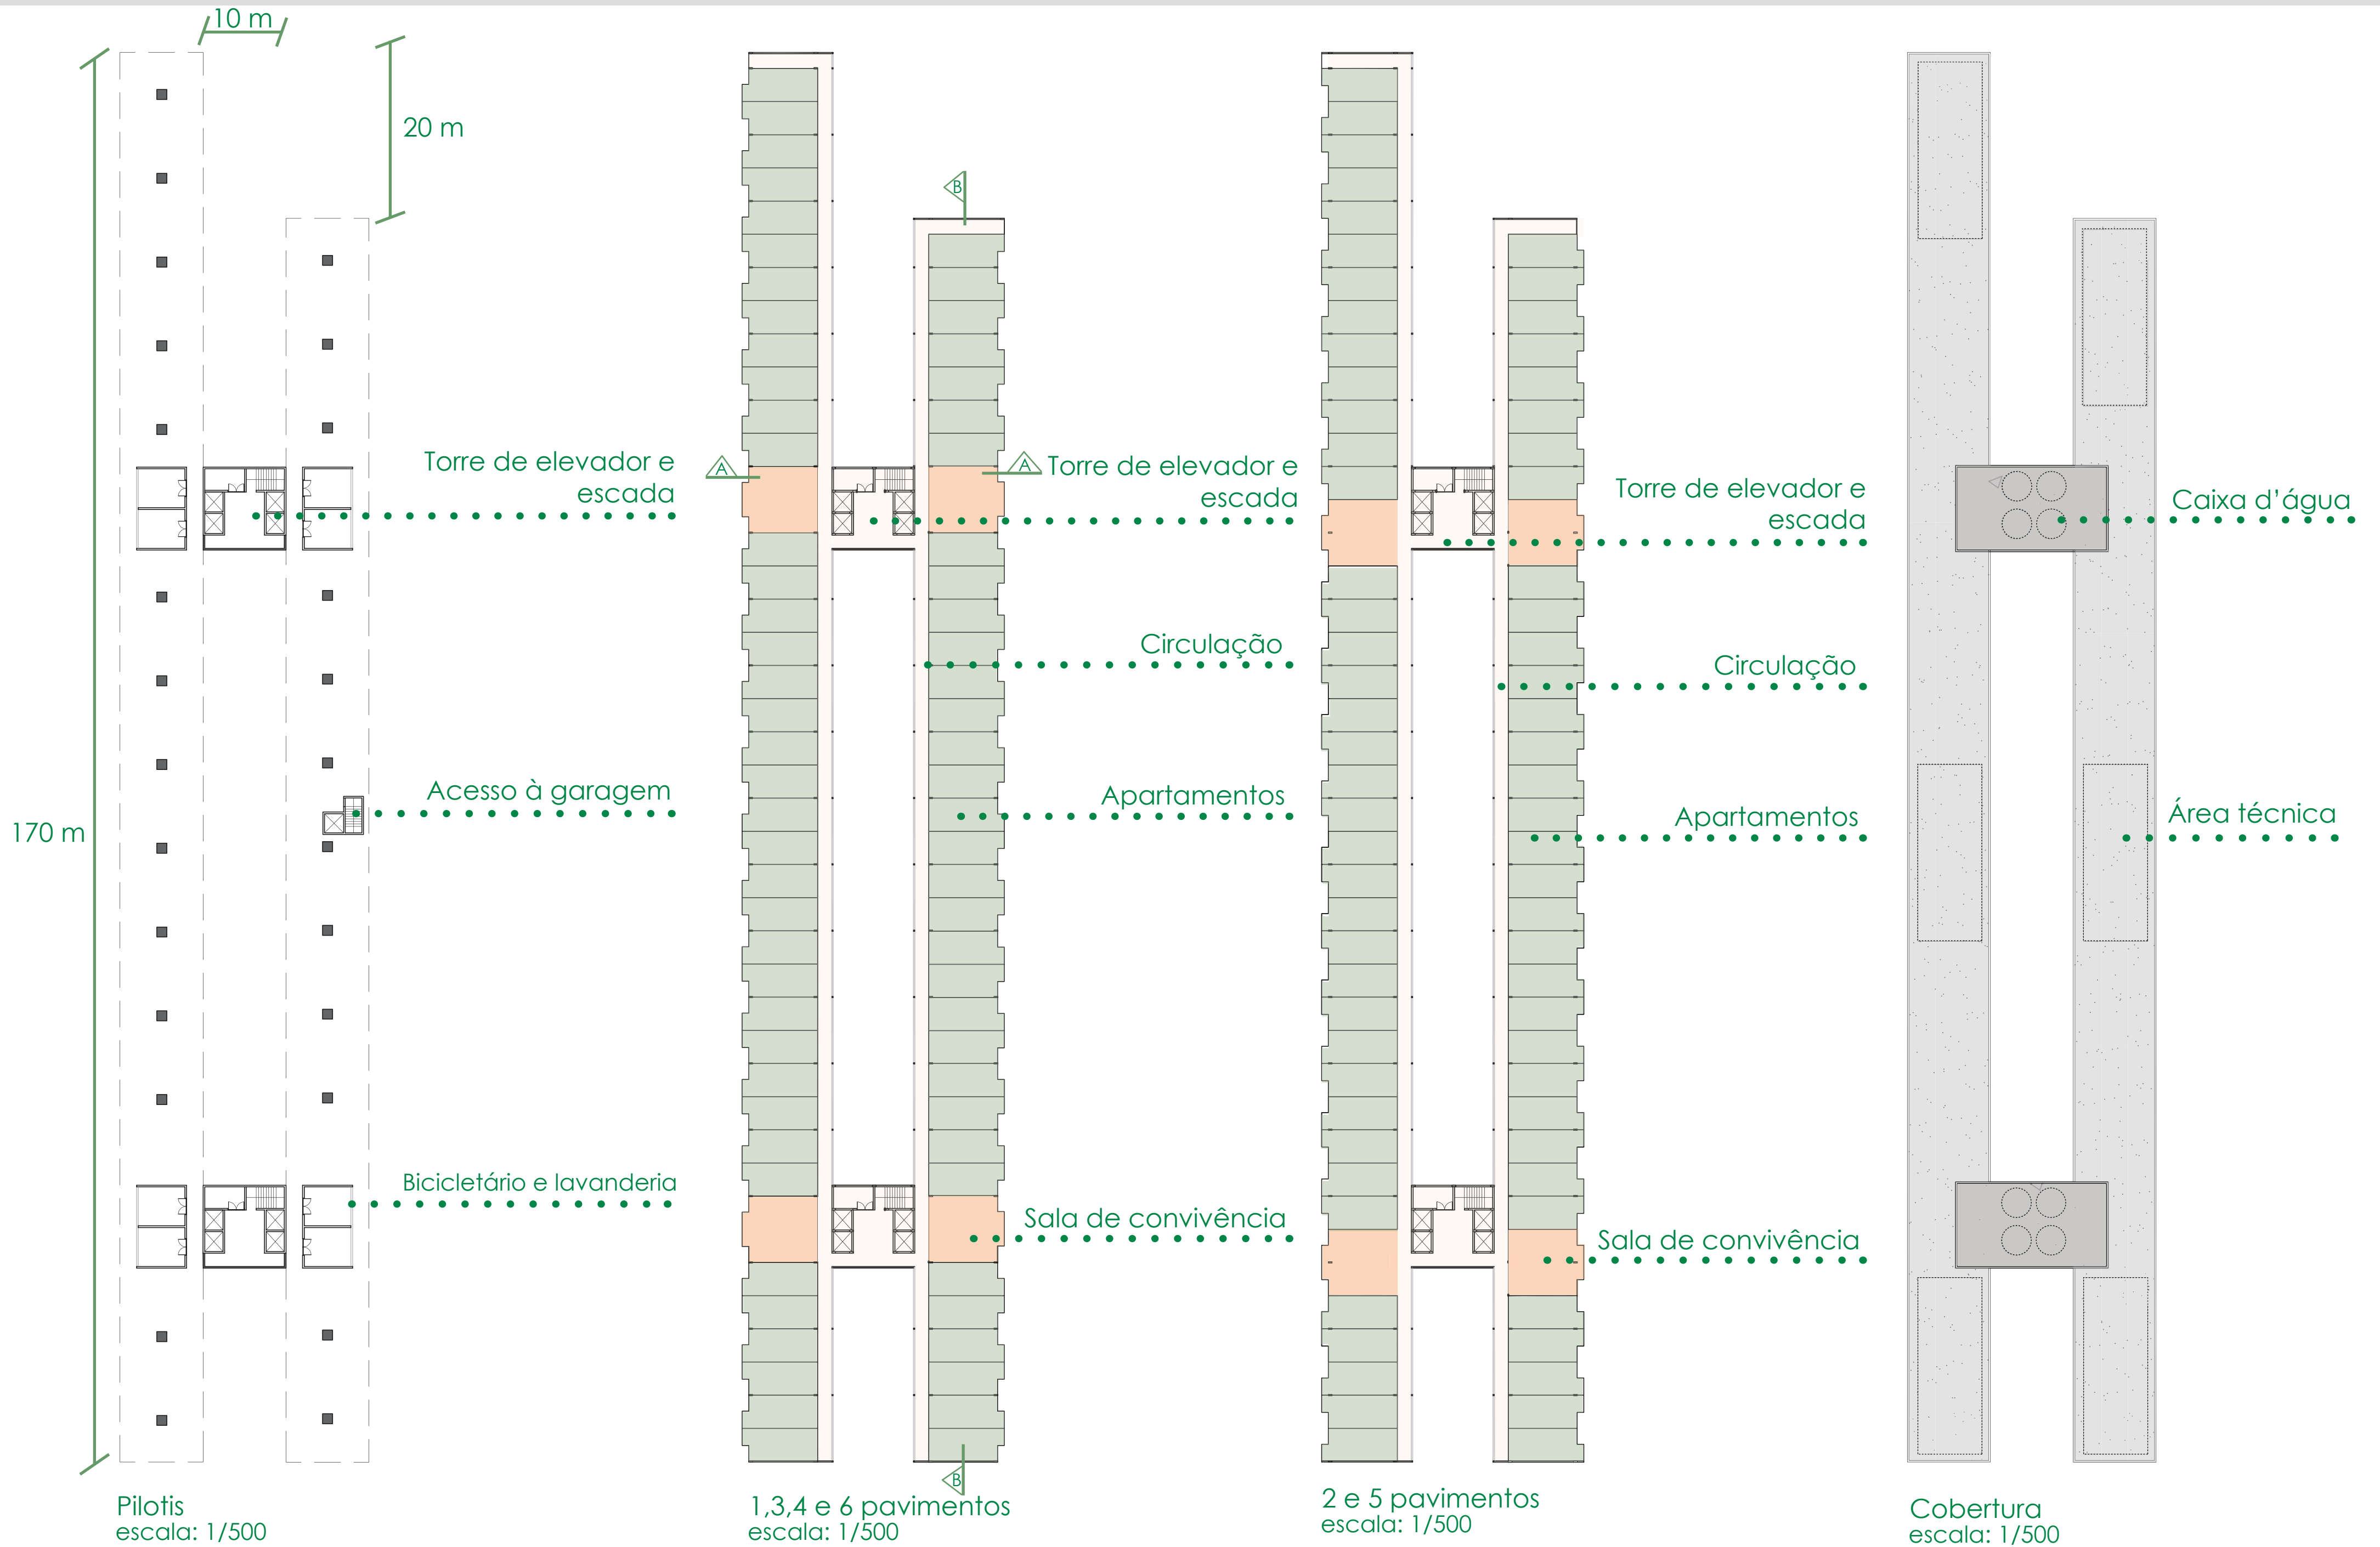 10 m
20 m
170 m
Torre de elevador e
escada
Acesso à garagem
Bicicletário e lavanderia
Pilotis
escala: 1/500
B
A
A
Torre de elevador e
escada
Circulação
Apartamentos
Sala de convivência
B
1,3,4 e 6 pavimentos
escala: 1/500
Torre de elevador e
escada
Circulação
Apartamentos
Sala de convivência
2 e 5 pavimentos
escala: 1/500
Caixa d’água
Área técnica
Cobertura
escala: 1/500